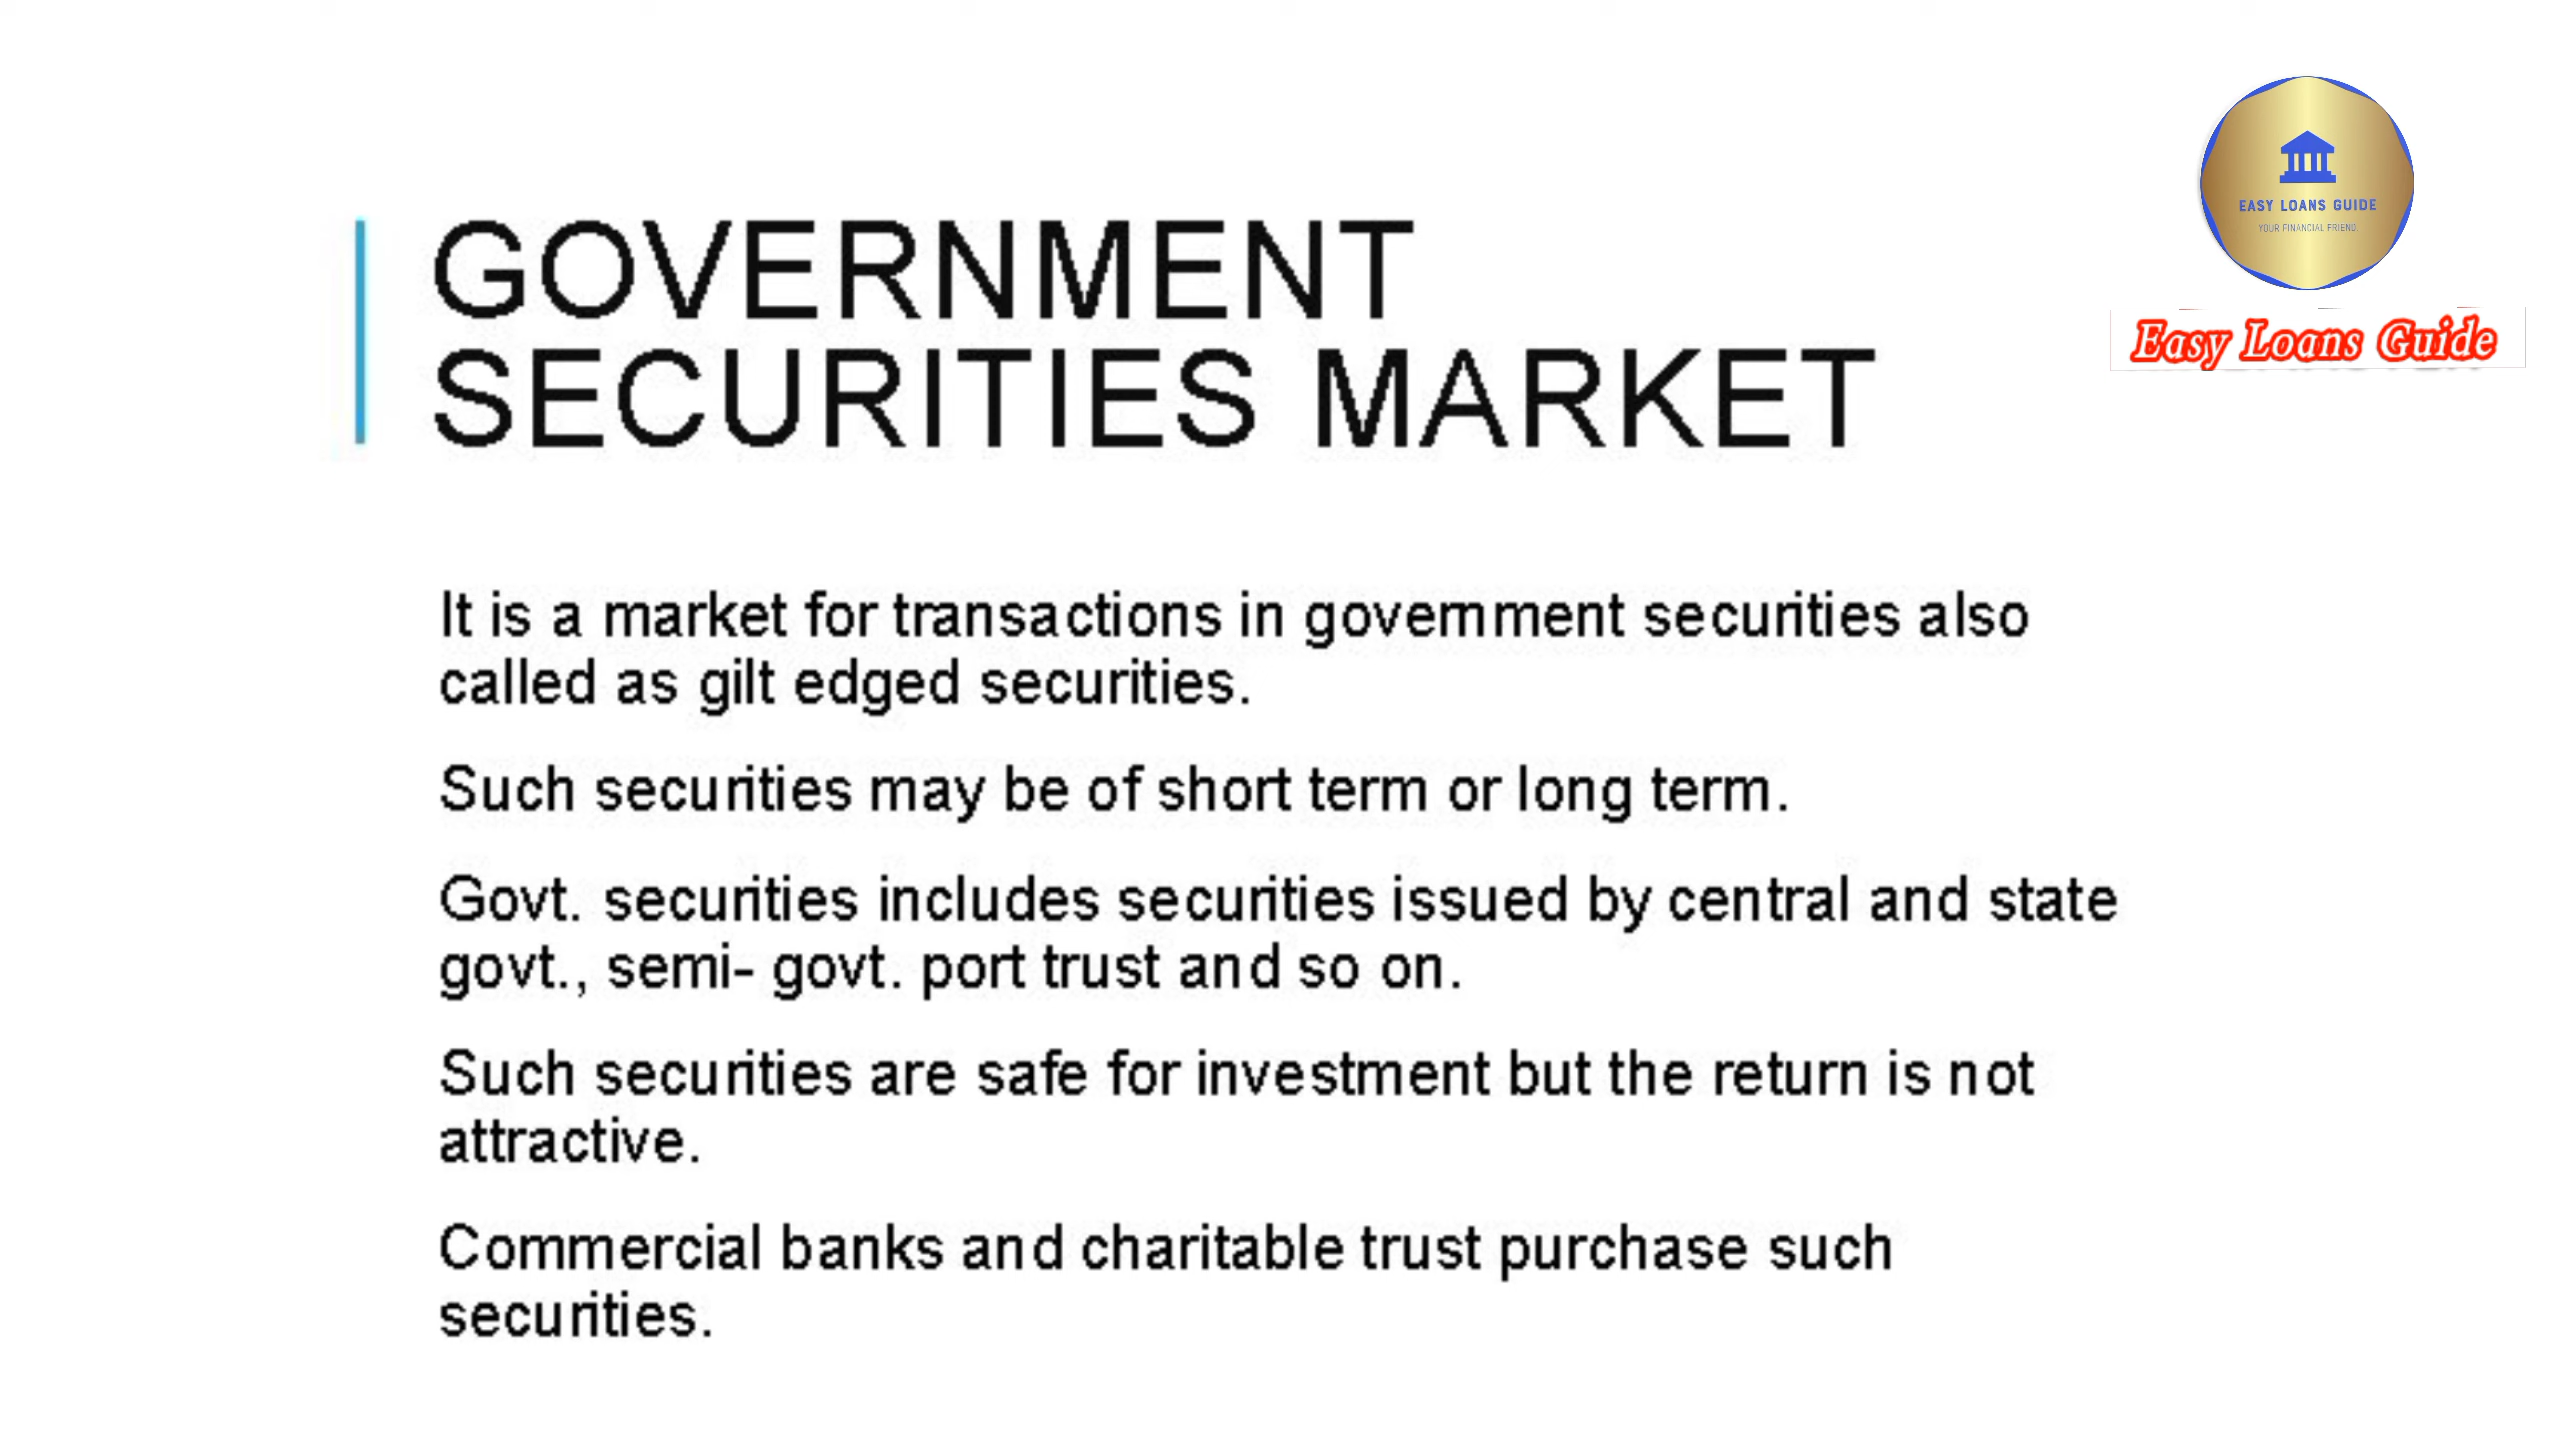 GOVERNMENT
SECURITIES MARKET
EASY LOANS GUIDE
YOUR FINANCIAL FRIEND.
Easy Loans Guide
It is a market for transactions in government securities also
called as gilt edged securities.
Such securities may be of short term or long term.
Govt. securities includes securities issued by central and state
govt., semi- govt. port trust and so on.
Such securities are safe for investment but the return is not
attractive.
Commercial banks and charitable trust purchase such
securities.